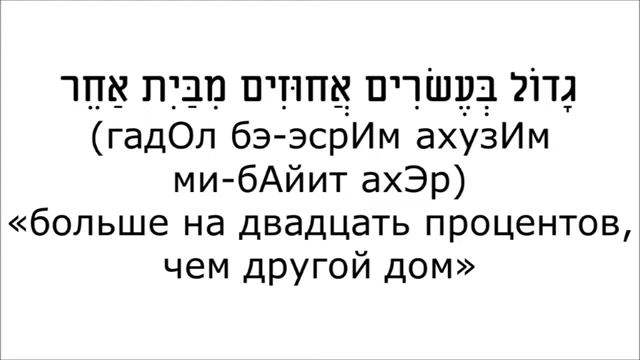 גָדוֹל בְּעֶשׂרִים אֲחוּזִים מִבַּיִת אַחֵר
(гадОл бэ-эсрИм ахузИм
ми-бАйит ахЭр)
«больше на двадцать процентов,
чем другой дом»